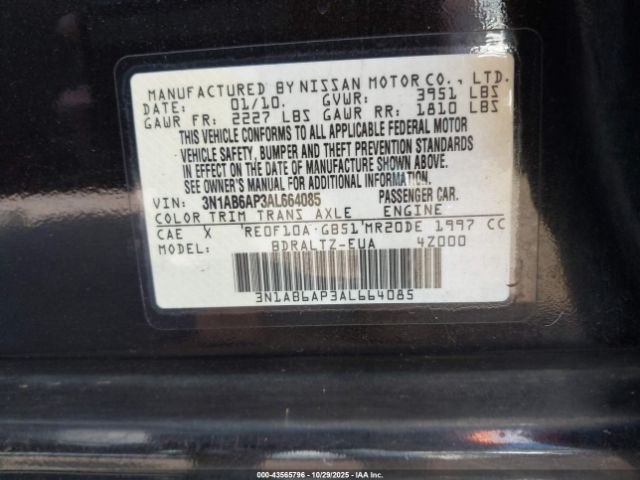 MANUFACTURED BY NISSAN MOTOR CO., LTD.
DATE: 01/10. GVWR: 3951 LBS
GAWR FR: 2227 LBS GAWR RR: 1810 LBS
THIS VEHICLE CONFORMS TO ALL APPLICABLE FEDERAL MOTOR
VEHICLE SAFETY, BUMPER AND THEFT PREVENTION STANDARDS
IN EFFECT ON THE DATE OF MANUFACTURE SHOWN ABOVE.
SEE OWNER'S MANUAL FOR ADDITIONAL INFORMATION.
VIN: 3N1AB6AP3AL664085 PASSENGER CAR.
COLOR TRIM TRANS AXLE ENGINE
CAE X RE0F10A GB51 MR20DE 1997 CC
MODEL: BDRALTZ-EUA 4Z000
3N1AB6AP3AL664085
000-43565796 10/29/2025 © IAA Holdings, LLC